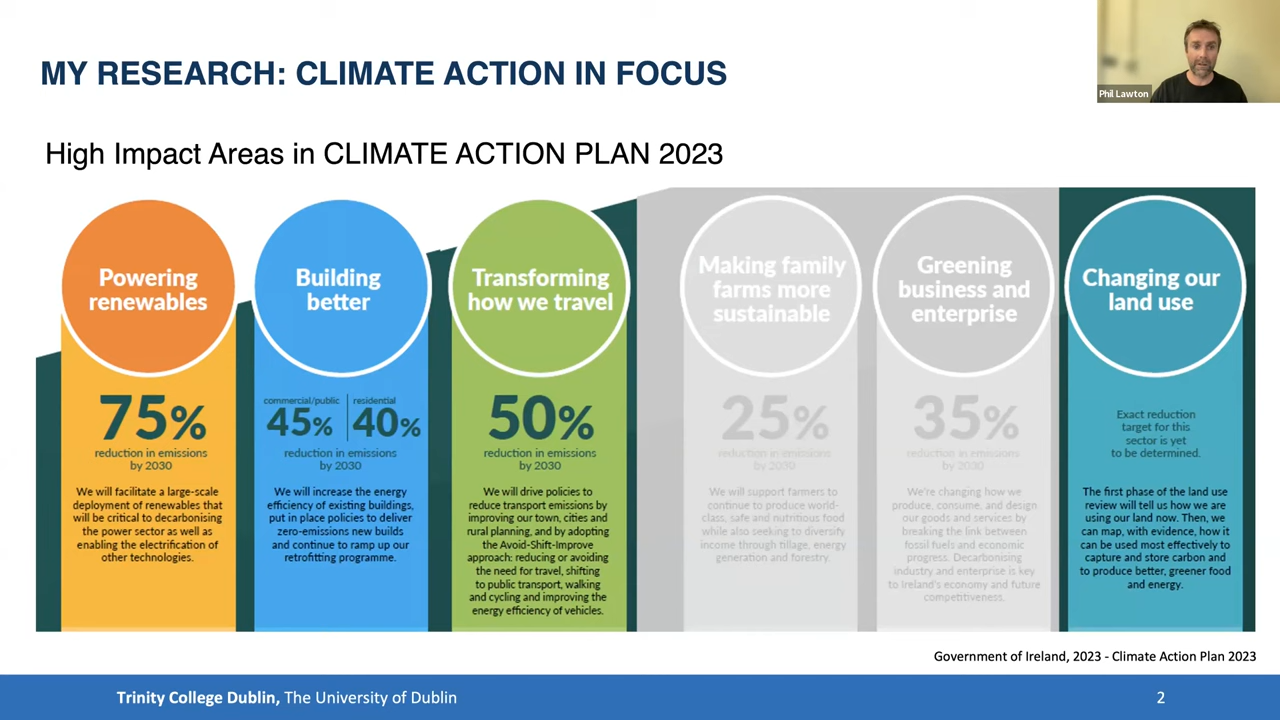 MY RESEARCH: CLIMATE ACTION IN FOCUS
Phil Lawton
High Impact Areas in CLIMATE ACTION PLAN 2023
Powering
renewables
75%
reduction in emissions
by 2030
We will facilitate a large-scale
deployment of renewables that
will be critical to decarbonising
the power sector as well as
enabling the electrification of
other technologies.
Building
better
commercial/public
45%
residential
40%
reduction in emissions
by 2030
We will increase the energy
efficiency of existing buildings,
put in place policies to deliver
zero-emissions new builds
and continue to ramp up our
retrofitting programme.
Transforming
how we travel
50%
reduction in emissions
by 2030
We will drive policies to
reduce transport emissions by
improving our town, cities and
rural planning, and by adopting
the Avoid-Shift-Improve
approach: reducing or avoiding
the need for travel, shifting
to public transport, walking
and cycling and improving the
energy efficiency of vehicles.
Making family
farms more
sustainable
25%
reduction in emissions
by 2030
We will support farmers to
continue to produce world-
class, safe and nutritious food
while also seeking to diversify
income through tillage, energy
generation and forestry.
Greening
business and
enterprise
35%
reduction in emissions
by 2030
We're changing how we
produce, consume, and design
our goods and services by
breaking the link between
fossil fuels and economic
progress. Decarbonising
industry and enterprise is key
to Ireland's economy and future
competitiveness.
Changing our
land use
Exact reduction
target for this
sector is yet
to be determined.
The first phase of the land use
review will tell us how we are
using our land now. Then, we
can map, with evidence, how it
can be used most effectively to
capture and store carbon and
to produce better, greener food
and energy.
Government of Ireland, 2023 - Climate Action Plan 2023
Trinity College Dublin, The University of Dublin
2